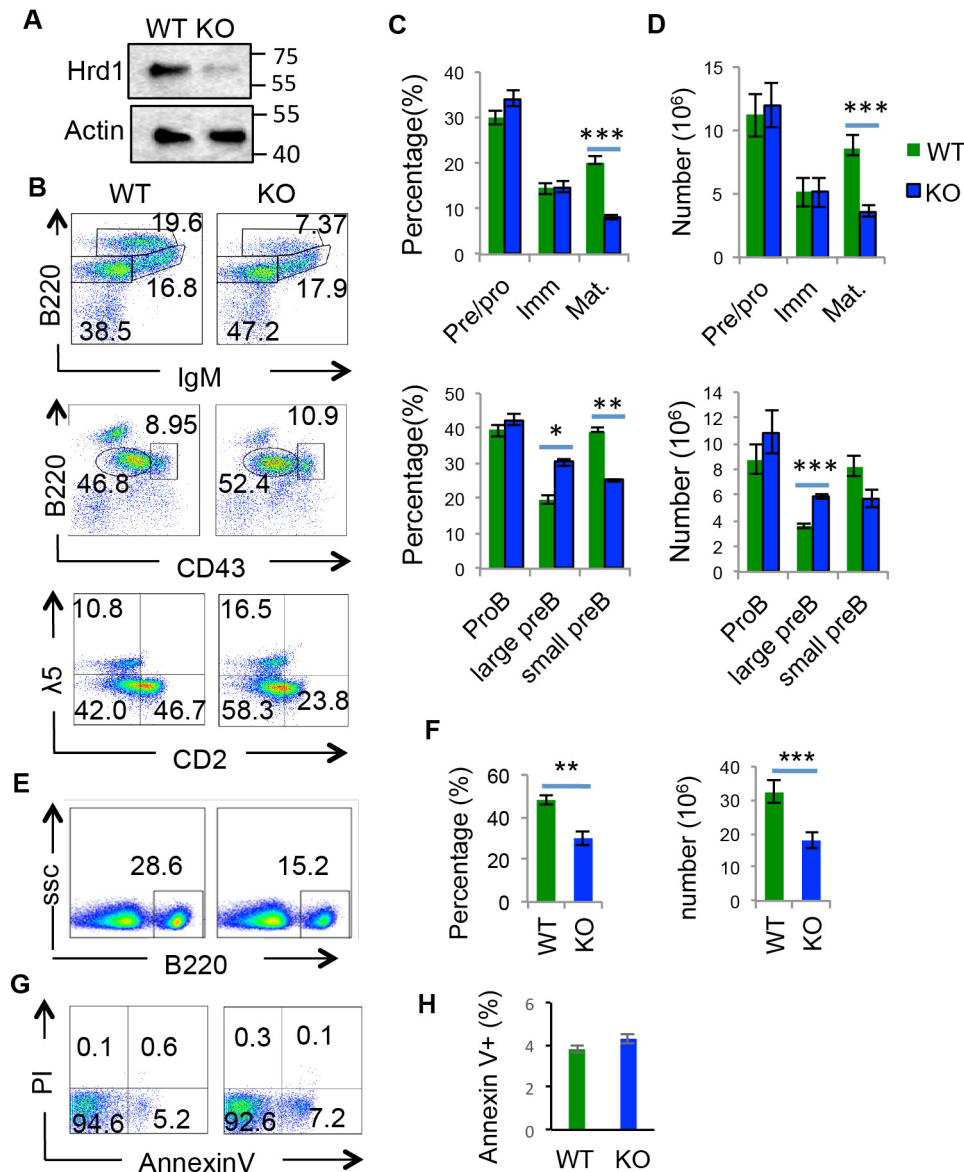 A
WT KO
Hrd1
75
55
Actin
55
40
B
WT KO
B220
19.6
16.8
38.5
7.37
17.9
47.2
IgM
B220
8.95
46.8
10.9
52.4
CD43
λ5
10.8
42.0 46.7
16.5
58.3 23.8
CD2
C
Percentage(%)
40
30
20
10
0
***
Pre/pro
Imm
Mat.
Percentage(%)
50
40
30
20
10
0
*
**
ProB
large preB
small preB
D
Number (10⁶)
15
10
5
0
***
WT
KO
Pre/pro
Imm
Mat.
Number (10⁶)
14
12
10
8
6
4
2
0
***
ProB
large preB
small preB
E
ssc
28.6
15.2
B220
F
Percentage (%)
60
40
20
0
**
WT
KO
number (10⁶)
40
30
20
10
0
***
WT
KO
G
PI
0.1 0.6
94.6 5.2
0.3 0.1
92.6 7.2
AnnexinV
H
Annexin V+ (%)
6
4
2
0
WT KO